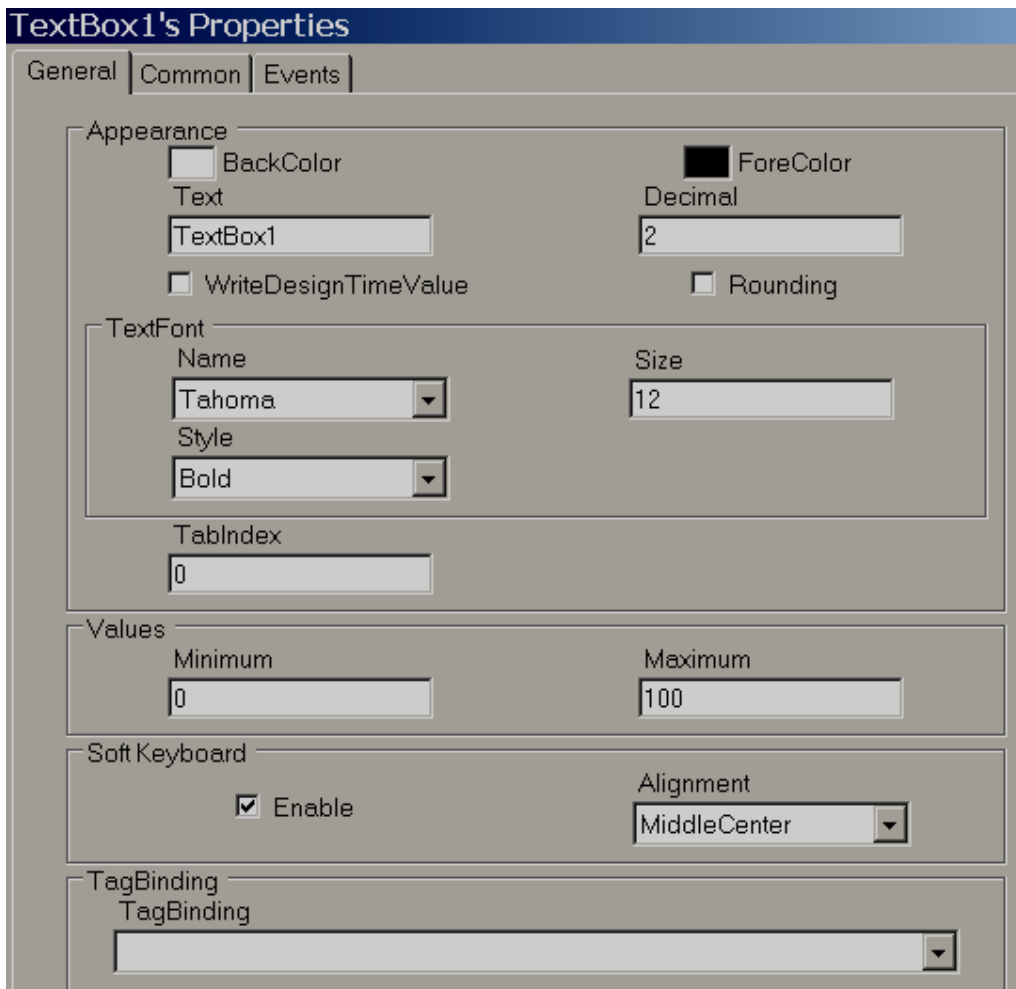 TextBox1's Properties
General Common Events
Appearance
BackColor ForeColor
Text Decimal
TextBox1 2
WriteDesignTimeValue Rounding
TextFont
Name Size
Tahoma 12
Style
Bold
TabIndex
0
Values
Minimum Maximum
0 100
Soft Keyboard
Enable Alignment
MiddleCenter
TagBinding
TagBinding